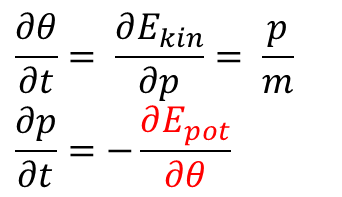 ∂θ/∂t = ∂E_kin/∂p = p/m
∂p/∂t = −∂E_pot/∂θ